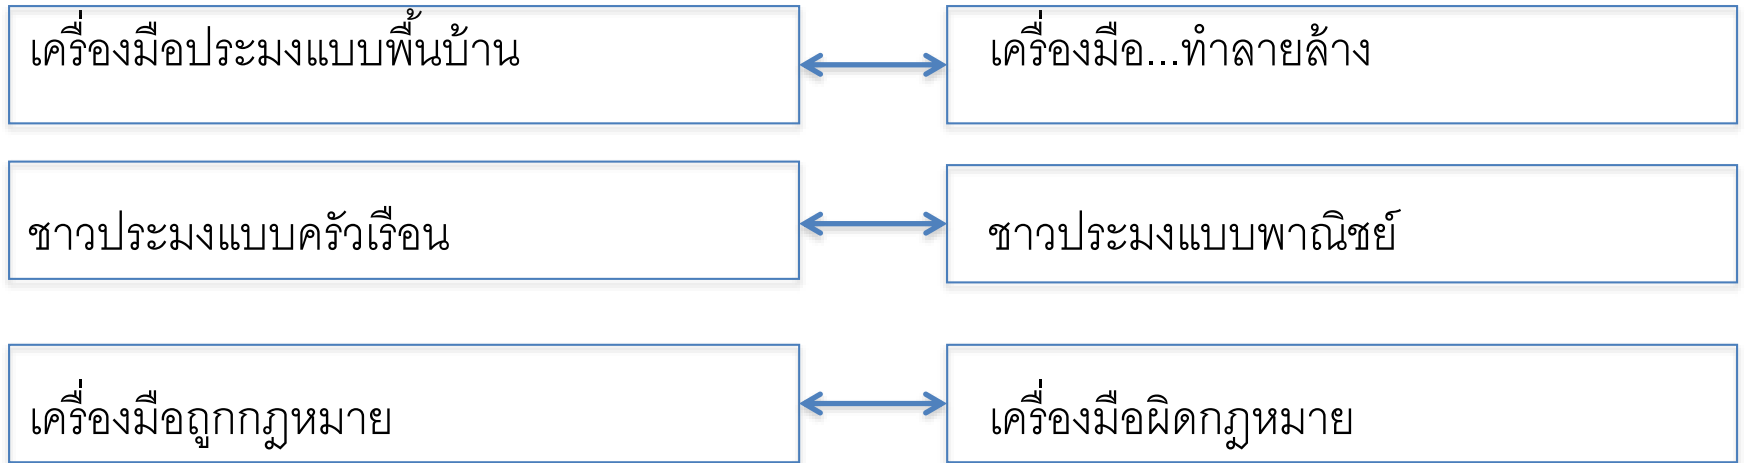 เครื่องมือประมงแบบพื้นบ้าน
เครื่องมือ...ทำลายล้าง
ชาวประมงแบบครัวเรือน
ชาวประมงแบบพาณิชย์
เครื่องมือถูกกฎหมาย
เครื่องมือผิดกฎหมาย